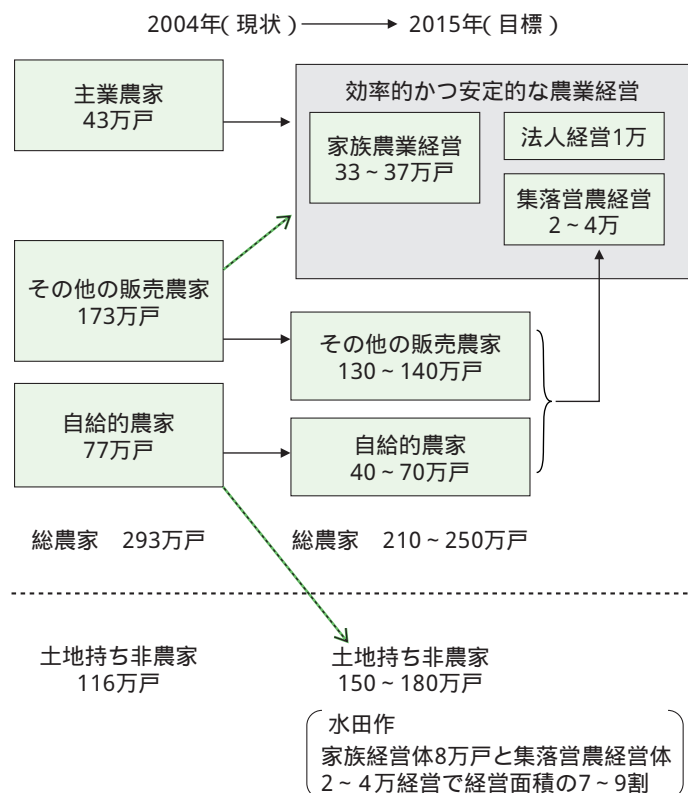 2004年(現状) 2015年(目標)
主業農家
43万戸
効率的かつ安定的な農業経営
家族農業経営
33~37万戸
法人経営1万
集落営農経営
2~4万
その他の販売農家
173万戸
その他の販売農家
130~140万戸
自給的農家
77万戸
自給的農家
40~70万戸
総農家 293万戸 総農家 210~250万戸
土地持ち非農家
116万戸
土地持ち非農家
150~180万戸
水田作
家族経営体8万戸と集落営農経営体
2~4万経営で経営面積の7~9割